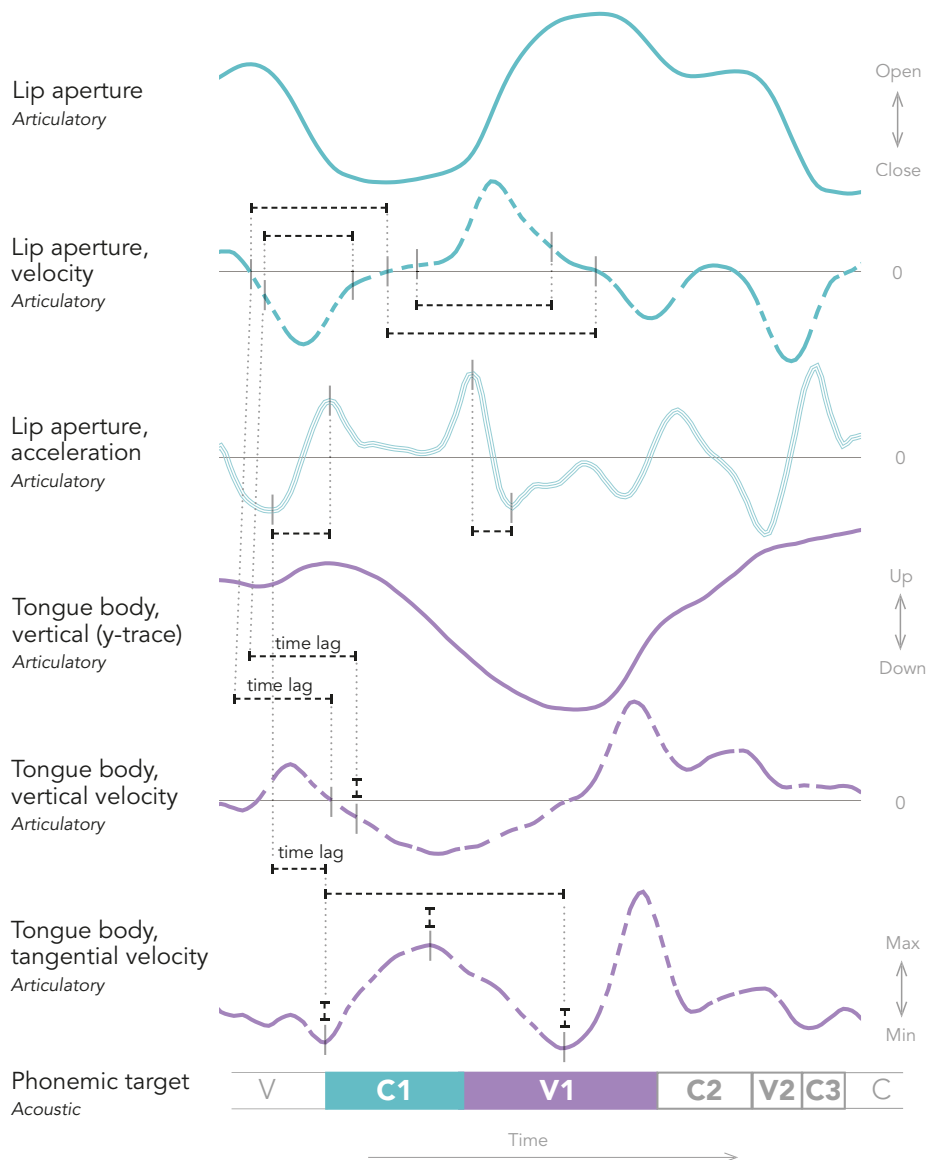 Lip aperture
Articulatory
Open
Close
Lip aperture,
velocity
Articulatory
0
Lip aperture,
acceleration
Articulatory
0
Tongue body,
vertical (y-trace)
Articulatory
Up
Down
time lag
time lag
Tongue body,
vertical velocity
Articulatory
0
time lag
Tongue body,
tangential velocity
Articulatory
Max
Min
Phonemic target
Acoustic
V C1 V1 C2 V2 C3 C
Time